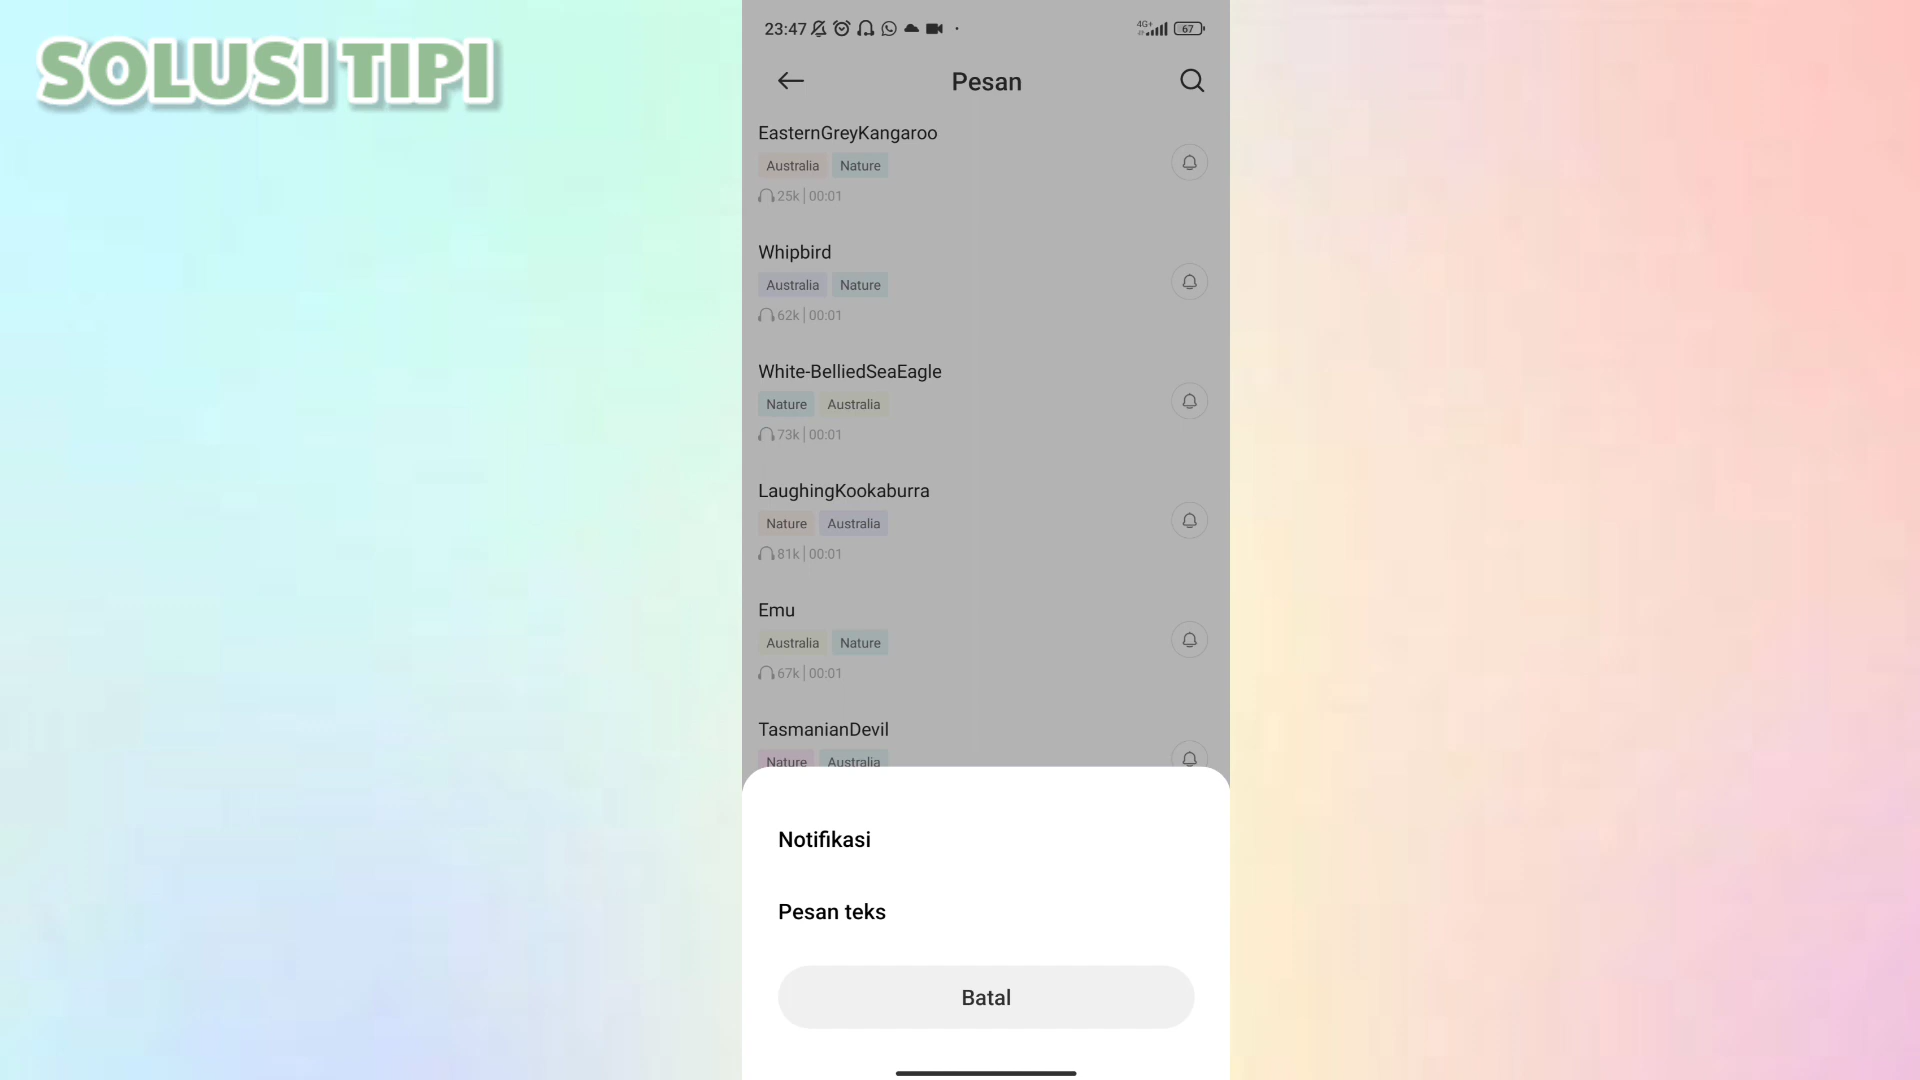 SOLUSI TIPI
23:47
4G+
67
Pesan
EasternGreyKangaroo
Australia Nature
25k | 00:01
Whipbird
Australia Nature
62k | 00:01
White-BelliedSeaEagle
Nature Australia
73k | 00:01
LaughingKookaburra
Nature Australia
81k | 00:01
Emu
Australia Nature
67k | 00:01
TasmanianDevil
Nature Australia
Notifikasi
Pesan teks
Batal